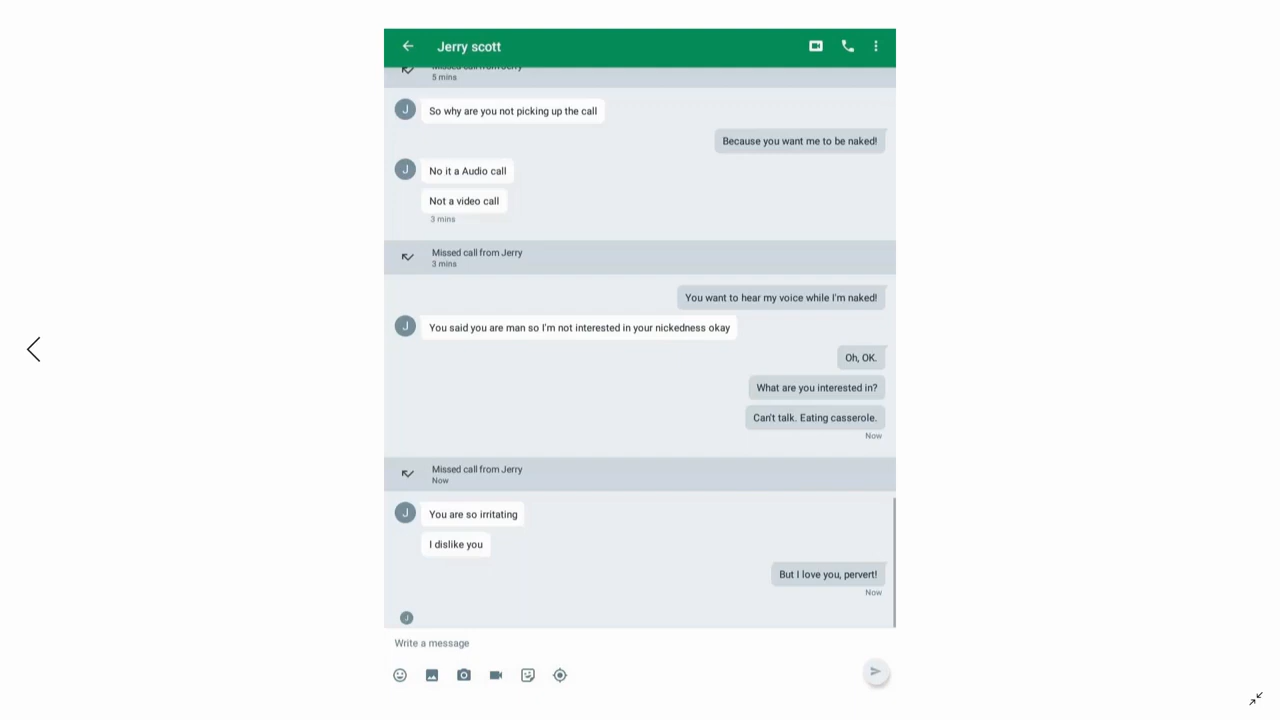 Jerry scott
Missed call from Jerry
5 mins
J
So why are you not picking up the call
Because you want me to be naked!
J
No it a Audio call
Not a video call
3 mins
Missed call from Jerry
3 mins
You want to hear my voice while I'm naked!
J
You said you are man so I'm not interested in your nickedness okay
Oh, OK.
What are you interested in?
Can't talk. Eating casserole.
Now
Missed call from Jerry
Now
J
You are so irritating
I dislike you
But I love you, pervert!
Now
J
Write a message